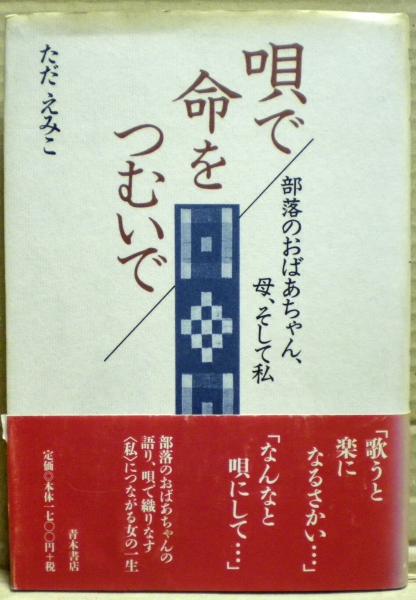 唄で
命を
つむいで
部落のおばあちゃん、
母、そして私
ただ えみこ
「歌うと
楽に
なるさかい…」
「なんなと
唄にして…」
部落のおばあちゃんの
語り、唄で織りなす
〈私〉につながる女の一生
定価◎本体一七〇〇円+税
青木書店